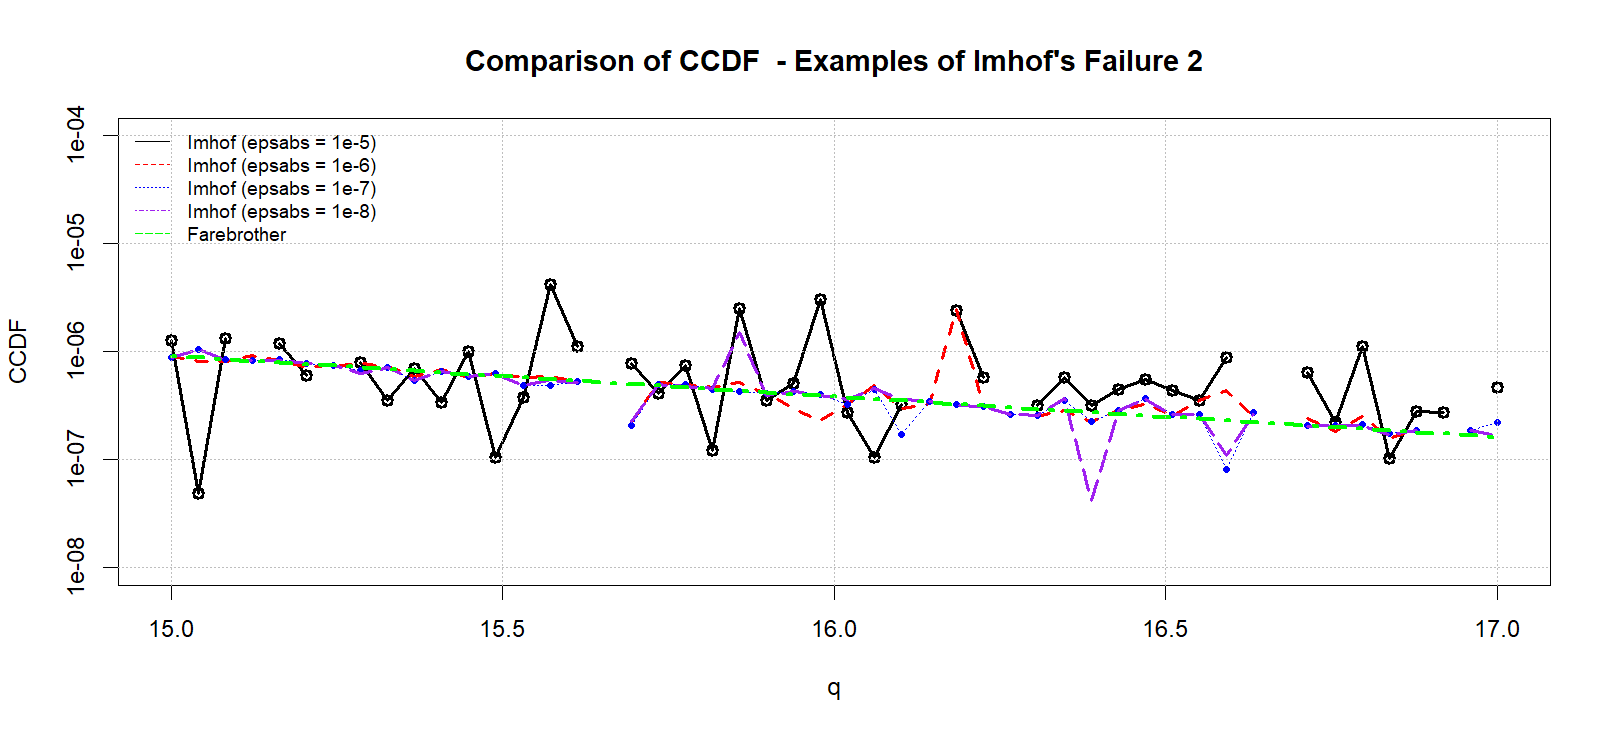 Comparison of CCDF  - Examples of Imhof's Failure 2
1e-04
1e-05
1e-06
1e-07
1e-08
CCDF
Imhof (epsabs = 1e-5)
Imhof (epsabs = 1e-6)
Imhof (epsabs = 1e-7)
Imhof (epsabs = 1e-8)
Farebrother
15.0 15.5 16.0 16.5 17.0
q